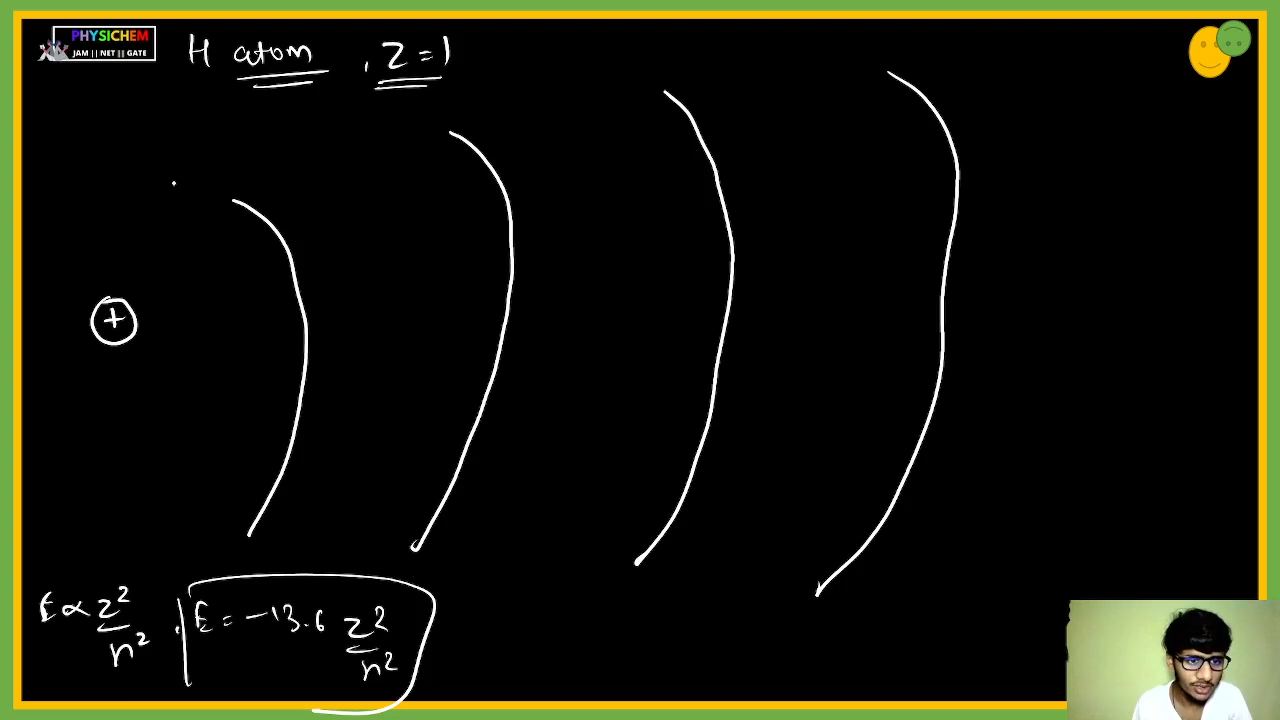 PHYSICHEM
JAM || NET || GATE
H atom , Z = 1
+
E ∝ z²/n² , E = -13.6 z²/n²